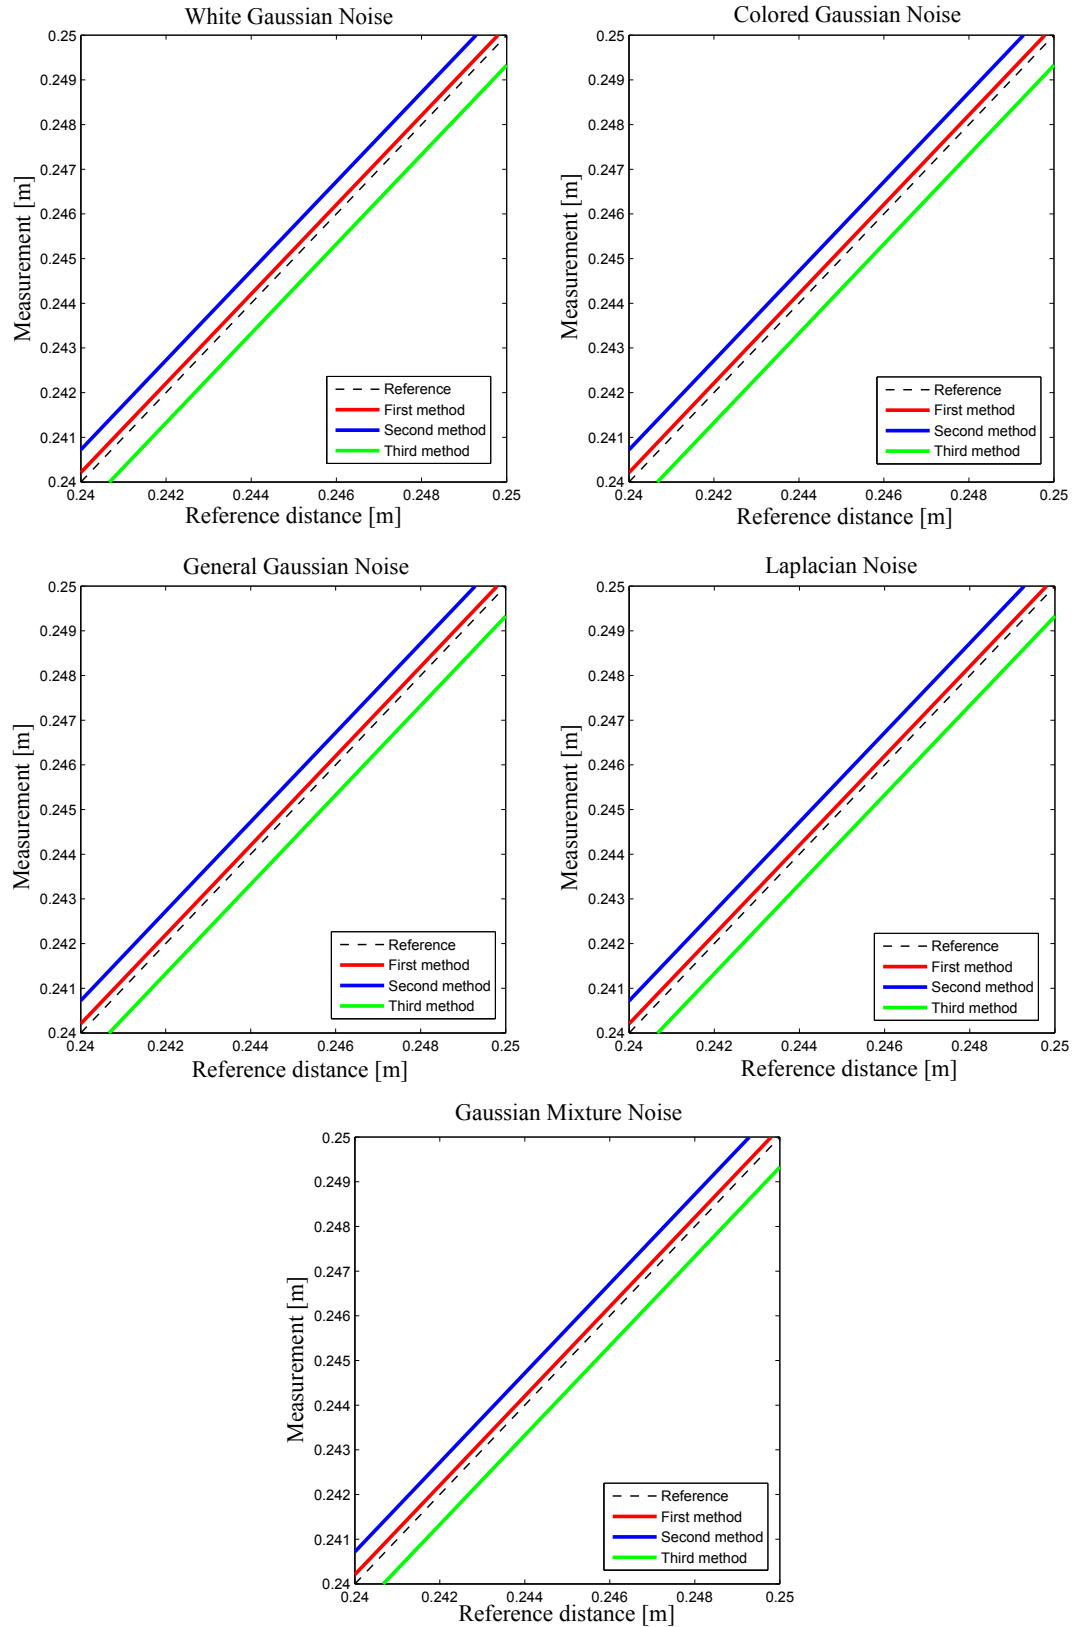 White Gaussian Noise
0.25
0.249
0.248
0.247
0.246
0.245
0.244
0.243
0.242
0.241
0.24
Measurement [m]
Reference
First method
Second method
Third method
0.24 0.242 0.244 0.246 0.248 0.25
Reference distance [m]
Colored Gaussian Noise
0.25
0.249
0.248
0.247
0.246
0.245
0.244
0.243
0.242
0.241
0.24
Measurement [m]
Reference
First method
Second method
Third method
0.24 0.242 0.244 0.246 0.248 0.25
Reference distance [m]
General Gaussian Noise
0.25
0.249
0.248
0.247
0.246
0.245
0.244
0.243
0.242
0.241
0.24
Measurement [m]
Reference
First method
Second method
Third method
0.24 0.242 0.244 0.246 0.248 0.25
Reference distance [m]
Laplacian Noise
0.25
0.249
0.248
0.247
0.246
0.245
0.244
0.243
0.242
0.241
0.24
Measurement [m]
Reference
First method
Second method
Third method
0.24 0.242 0.244 0.246 0.248 0.25
Reference distance [m]
Gaussian Mixture Noise
0.25
0.249
0.248
0.247
0.246
0.245
0.244
0.243
0.242
0.241
0.24
Measurement [m]
Reference
First method
Second method
Third method
0.24 0.242 0.244 0.246 0.248 0.25
Reference distance [m]